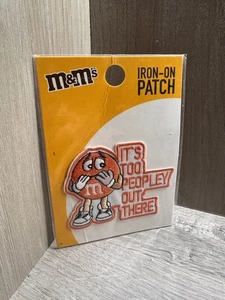 m&m's
IRON-ON
PATCH
IT'S
TOO
PEOPLEY
OUT
THERE
m